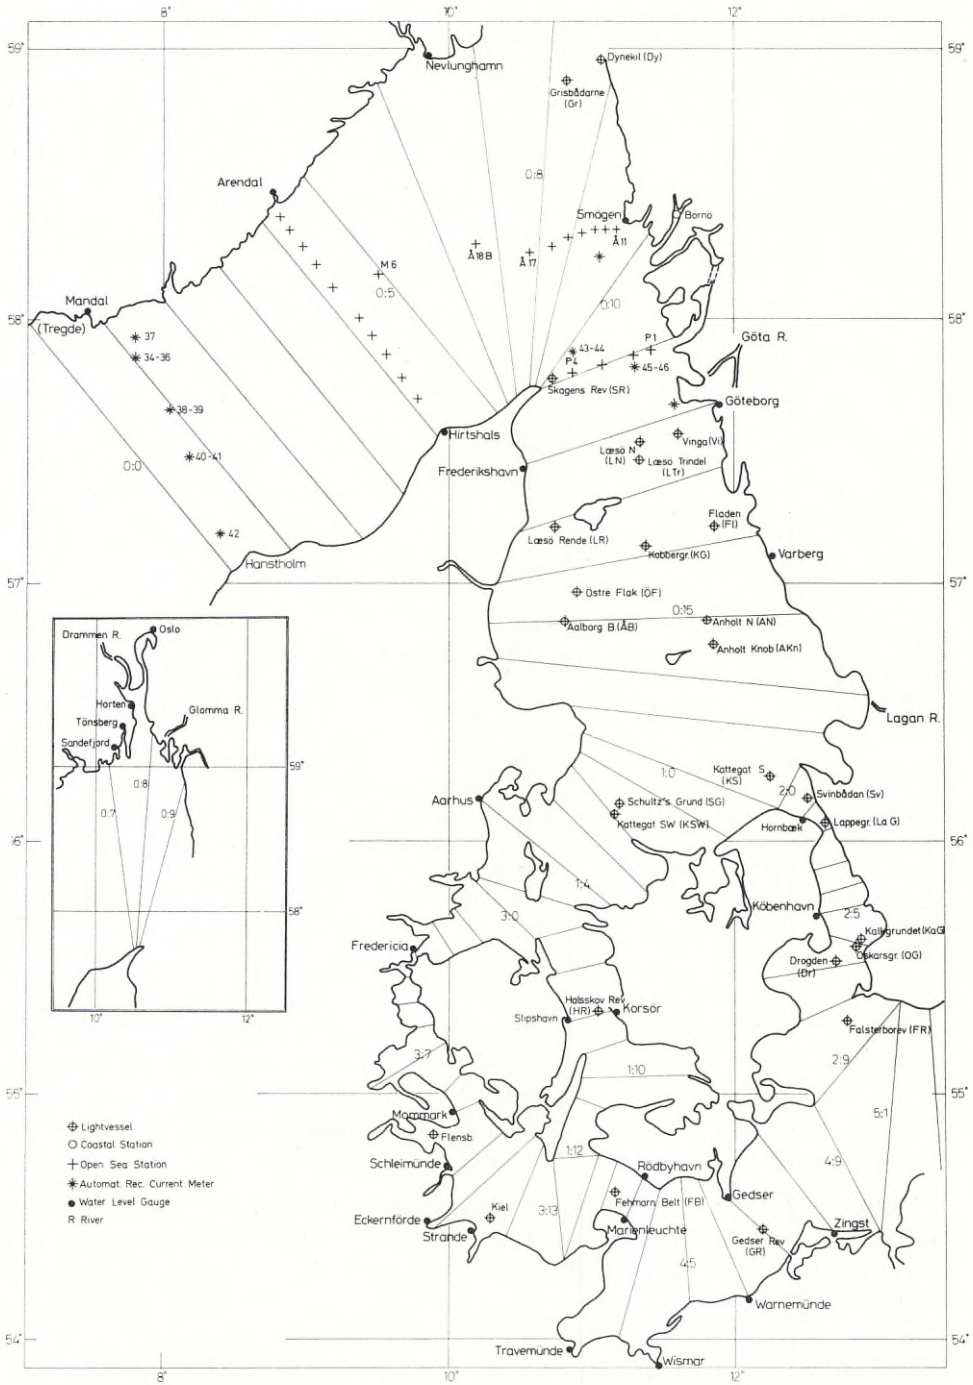 8°
10°
12°
59°
59°
Nevlunghamn
Dynekil (Dy)
Grisbådarne
(Gr)
0:8
Arendal
Smögen
Bornö
Å11
Å18B
Å17
M6
0:5
0:10
58°
Mandal
(Tregde)
37
34-36
Göta R.
P1
43-44
P4
45-46
Skagens Rev (SR)
38-39
Göteborg
Hirtshals
Vinga (Vi)
Læsö N
(LN)
Læsö Trindel
(LTr)
40-41
0:0
Frederikshavn
42
Fladen
(Fl)
Læsö Rende (LR)
Kobbergr. (KG)
Varberg
Hanstholm
57°
57°
Östre Flak (ÖF)
0:15
Aalborg B. (ÅB)
Anholt N (AN)
Anholt Knob (AKn)
Lagan R.
Oslo
Drammen R.
Horten
Glomma R.
Tönsberg
Sandefjord
59°
0:8
0:7
0:9
58°
10°
12°
1:0
Kattegat S
(KS)
2:0
Svinbådan (Sv)
Aarhus
Schultz's Grund (SG)
Kattegat SW (KSW)
Hornbæk
Lappegr. (La G)
56°
56°
1:4
3:0
Köbenhavn
2:5
Fredericia
Kalkgrundet (KaG)
Oskarsgr. (OG)
Drogden
(Dr)
Halsskov Rev
(HR)
Slipshavn
Korsör
Falsterborev (FR)
3:7
2:9
1:10
55°
55°
5:1
Mommark
Flensb.
1:12
Schleimünde
4:9
Rödbyhavn
Gedser
Fehmarn Belt (FB)
Eckernförde
Kiel
3:13
Marienleuchte
Strande
Gedser Rev
(GR)
Zingst
4:5
Warnemünde
54°
54°
Travemünde
Wismar
8°
10°
12°
Lightvessel
Coastal Station
Open Sea Station
Automat. Rec. Current Meter
Water Level Gauge
R River